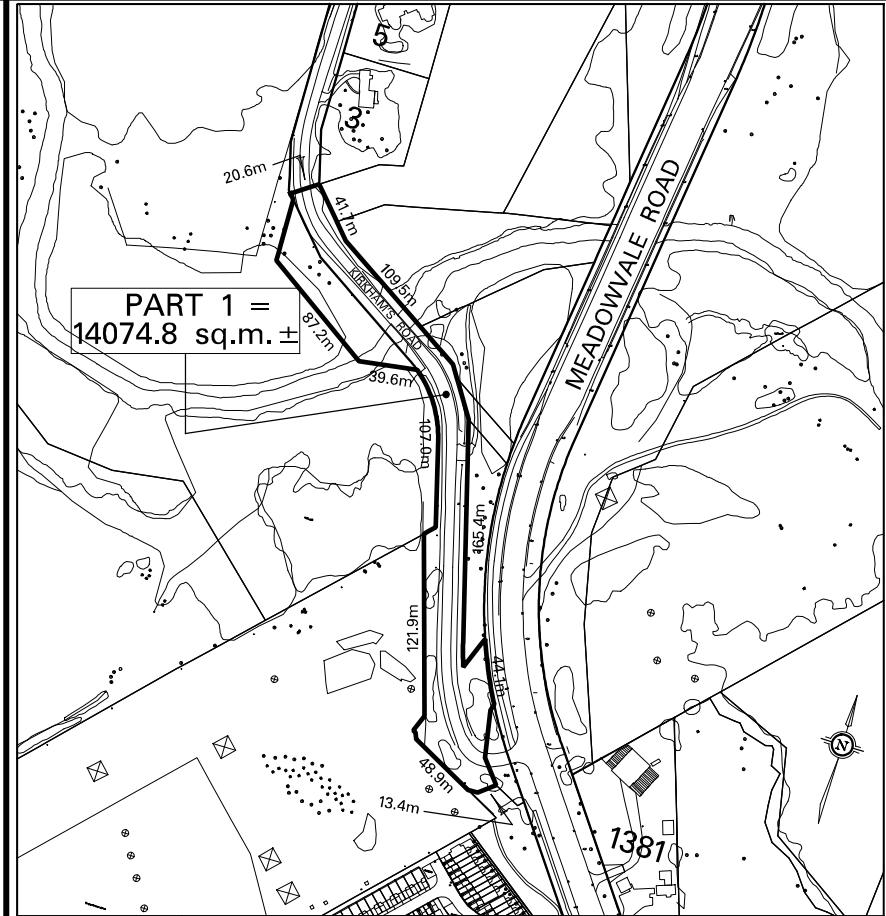 5
3
20.6m
41.7m
109.5m
KIRKHAM'S ROAD
MEADOWVALE ROAD
PART 1 =
14074.8 sq.m. ±
87.2m
39.6m
107.0m
165.4m
121.9m
44.1m
48.9m
13.4m
N
1381